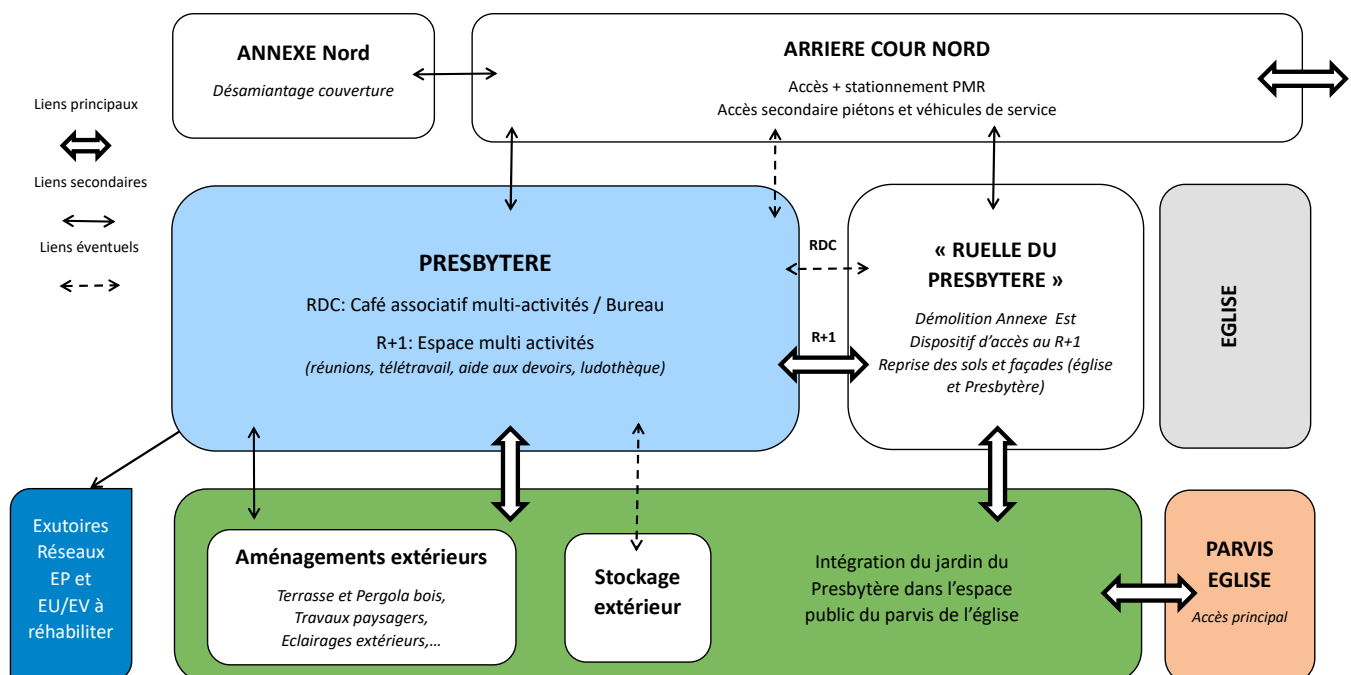 ANNEXE Nord
Désamiantage couverture
ARRIERE COUR NORD
Accès + stationnement PMR
Accès secondaire piétons et véhicules de service
Liens principaux
Liens secondaires
Liens éventuels
PRESBYTERE
RDC: Café associatif multi-activités / Bureau
R+1: Espace multi activités
(réunions, télétravail, aide aux devoirs, ludothèque)
RDC
R+1
« RUELLE DU
PRESBYTERE »
Démolition Annexe Est
Dispositif d’accès au R+1
Reprise des sols et façades (église
et Presbytère)
EGLISE
Exutoires
Réseaux
EP et
EU/EV à
réhabiliter
Aménagements extérieurs
Terrasse et Pergola bois,
Travaux paysagers,
Eclairages extérieurs,…
Stockage
extérieur
Intégration du jardin du
Presbytère dans l’espace
public du parvis de l’église
PARVIS
EGLISE
Accès principal